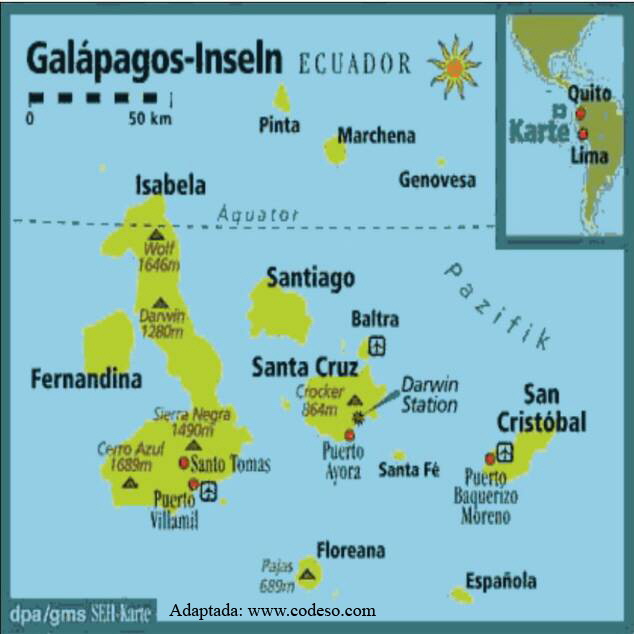 Galápagos-Inseln ECUADOR
0 50 km
Quito
Karte
Lima
Pinta
Marchena
Genovesa
Isabela
Äquator
Wolf
1646m
Santiago
Pazifik
Darwin
1280m
Baltra
Fernandina
Santa Cruz
Crocker
864m
Darwin
Station
San
Cristóbal
Sierra Negra
1490m
Cerro Azul
1689m
Santo Tomas
Puerto
Ayora
Santa Fé
Puerto
Villamil
Puerto
Baquerizo
Moreno
Floreana
Pajas
689m
Española
dpa/gms SEH-Karte Adaptada: www.codeso.com